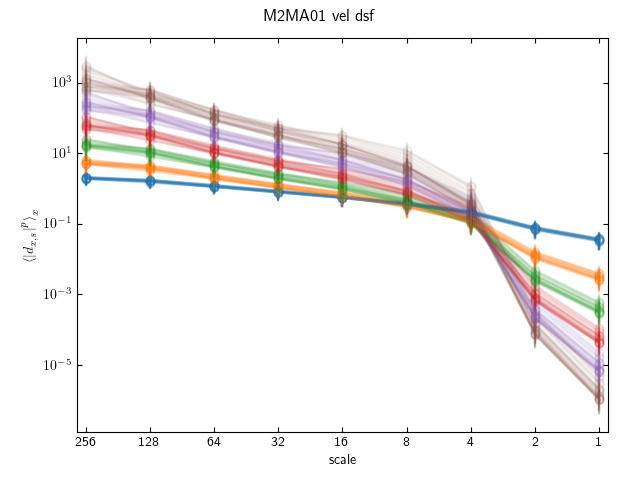 M2MA01 vel dsf
⟨|d_{x,s}|^p⟩_x
10^3
10^1
10^{-1}
10^{-3}
10^{-5}
256 128 64 32 16 8 4 2 1
scale